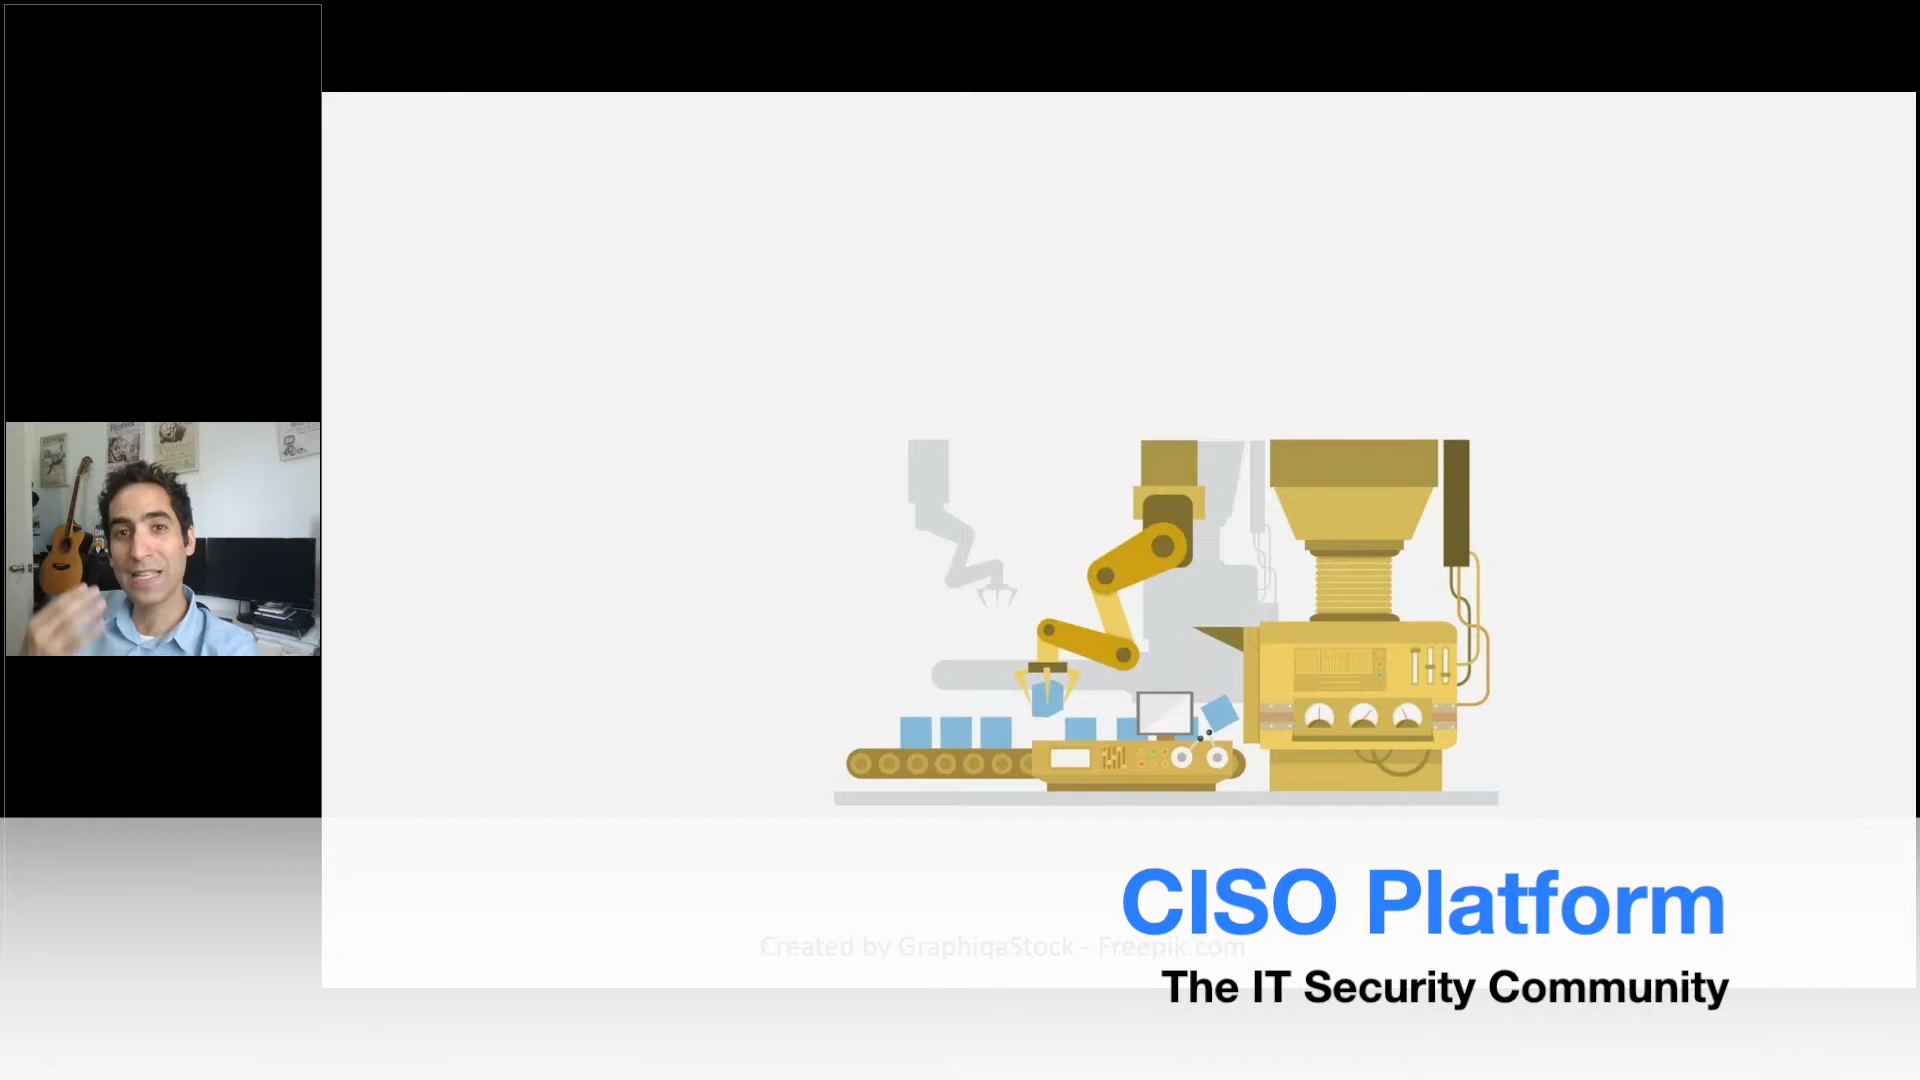 Created by GraphiqaStock - Freepik.com
CISO Platform
The IT Security Community